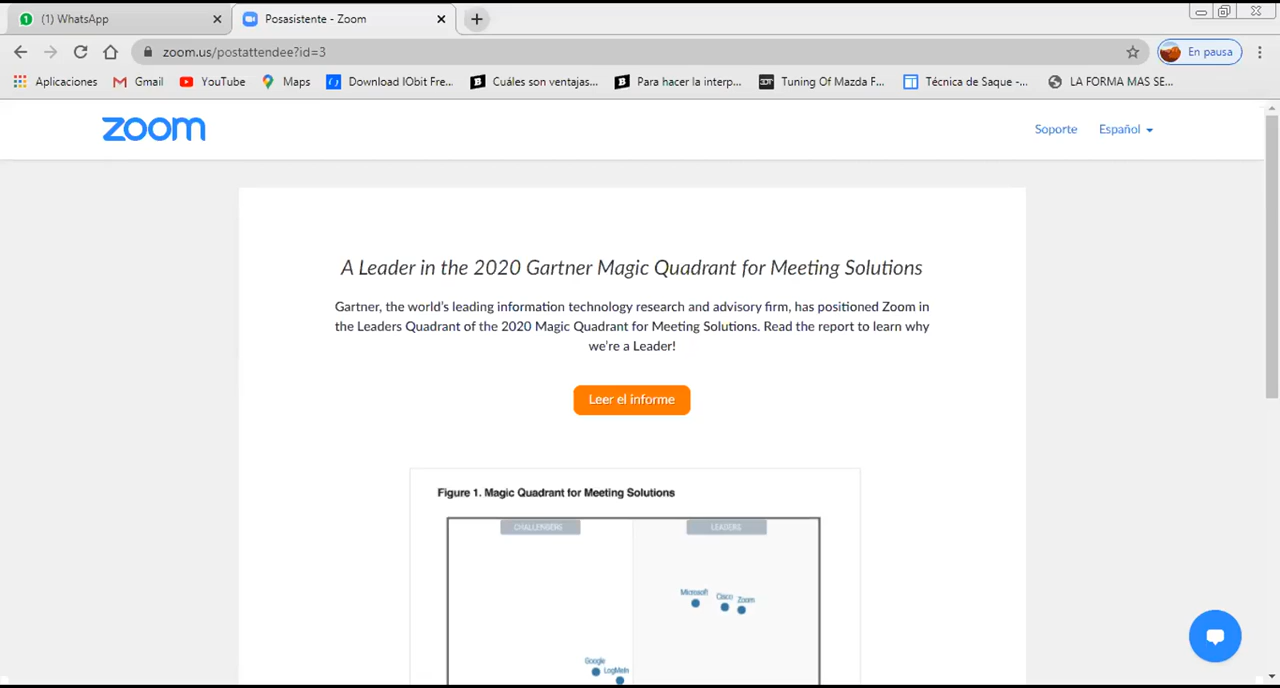 (1) WhatsApp
Posasistente - Zoom
zoom.us/postattendee?id=3
En pausa
Aplicaciones
Gmail
YouTube
Maps
Download IObit Fre...
Cuáles son ventajas...
Para hacer la interp...
Tuning Of Mazda F...
Técnica de Saque -...
LA FORMA MAS SE...
zoom
Soporte
Español
A Leader in the 2020 Gartner Magic Quadrant for Meeting Solutions
Gartner, the world's leading information technology research and advisory firm, has positioned Zoom in
the Leaders Quadrant of the 2020 Magic Quadrant for Meeting Solutions. Read the report to learn why
we're a Leader!
Leer el informe
Figure 1. Magic Quadrant for Meeting Solutions
CHALLENGERS
LEADERS
Microsoft
Cisco
Zoom
Google
LogMeIn